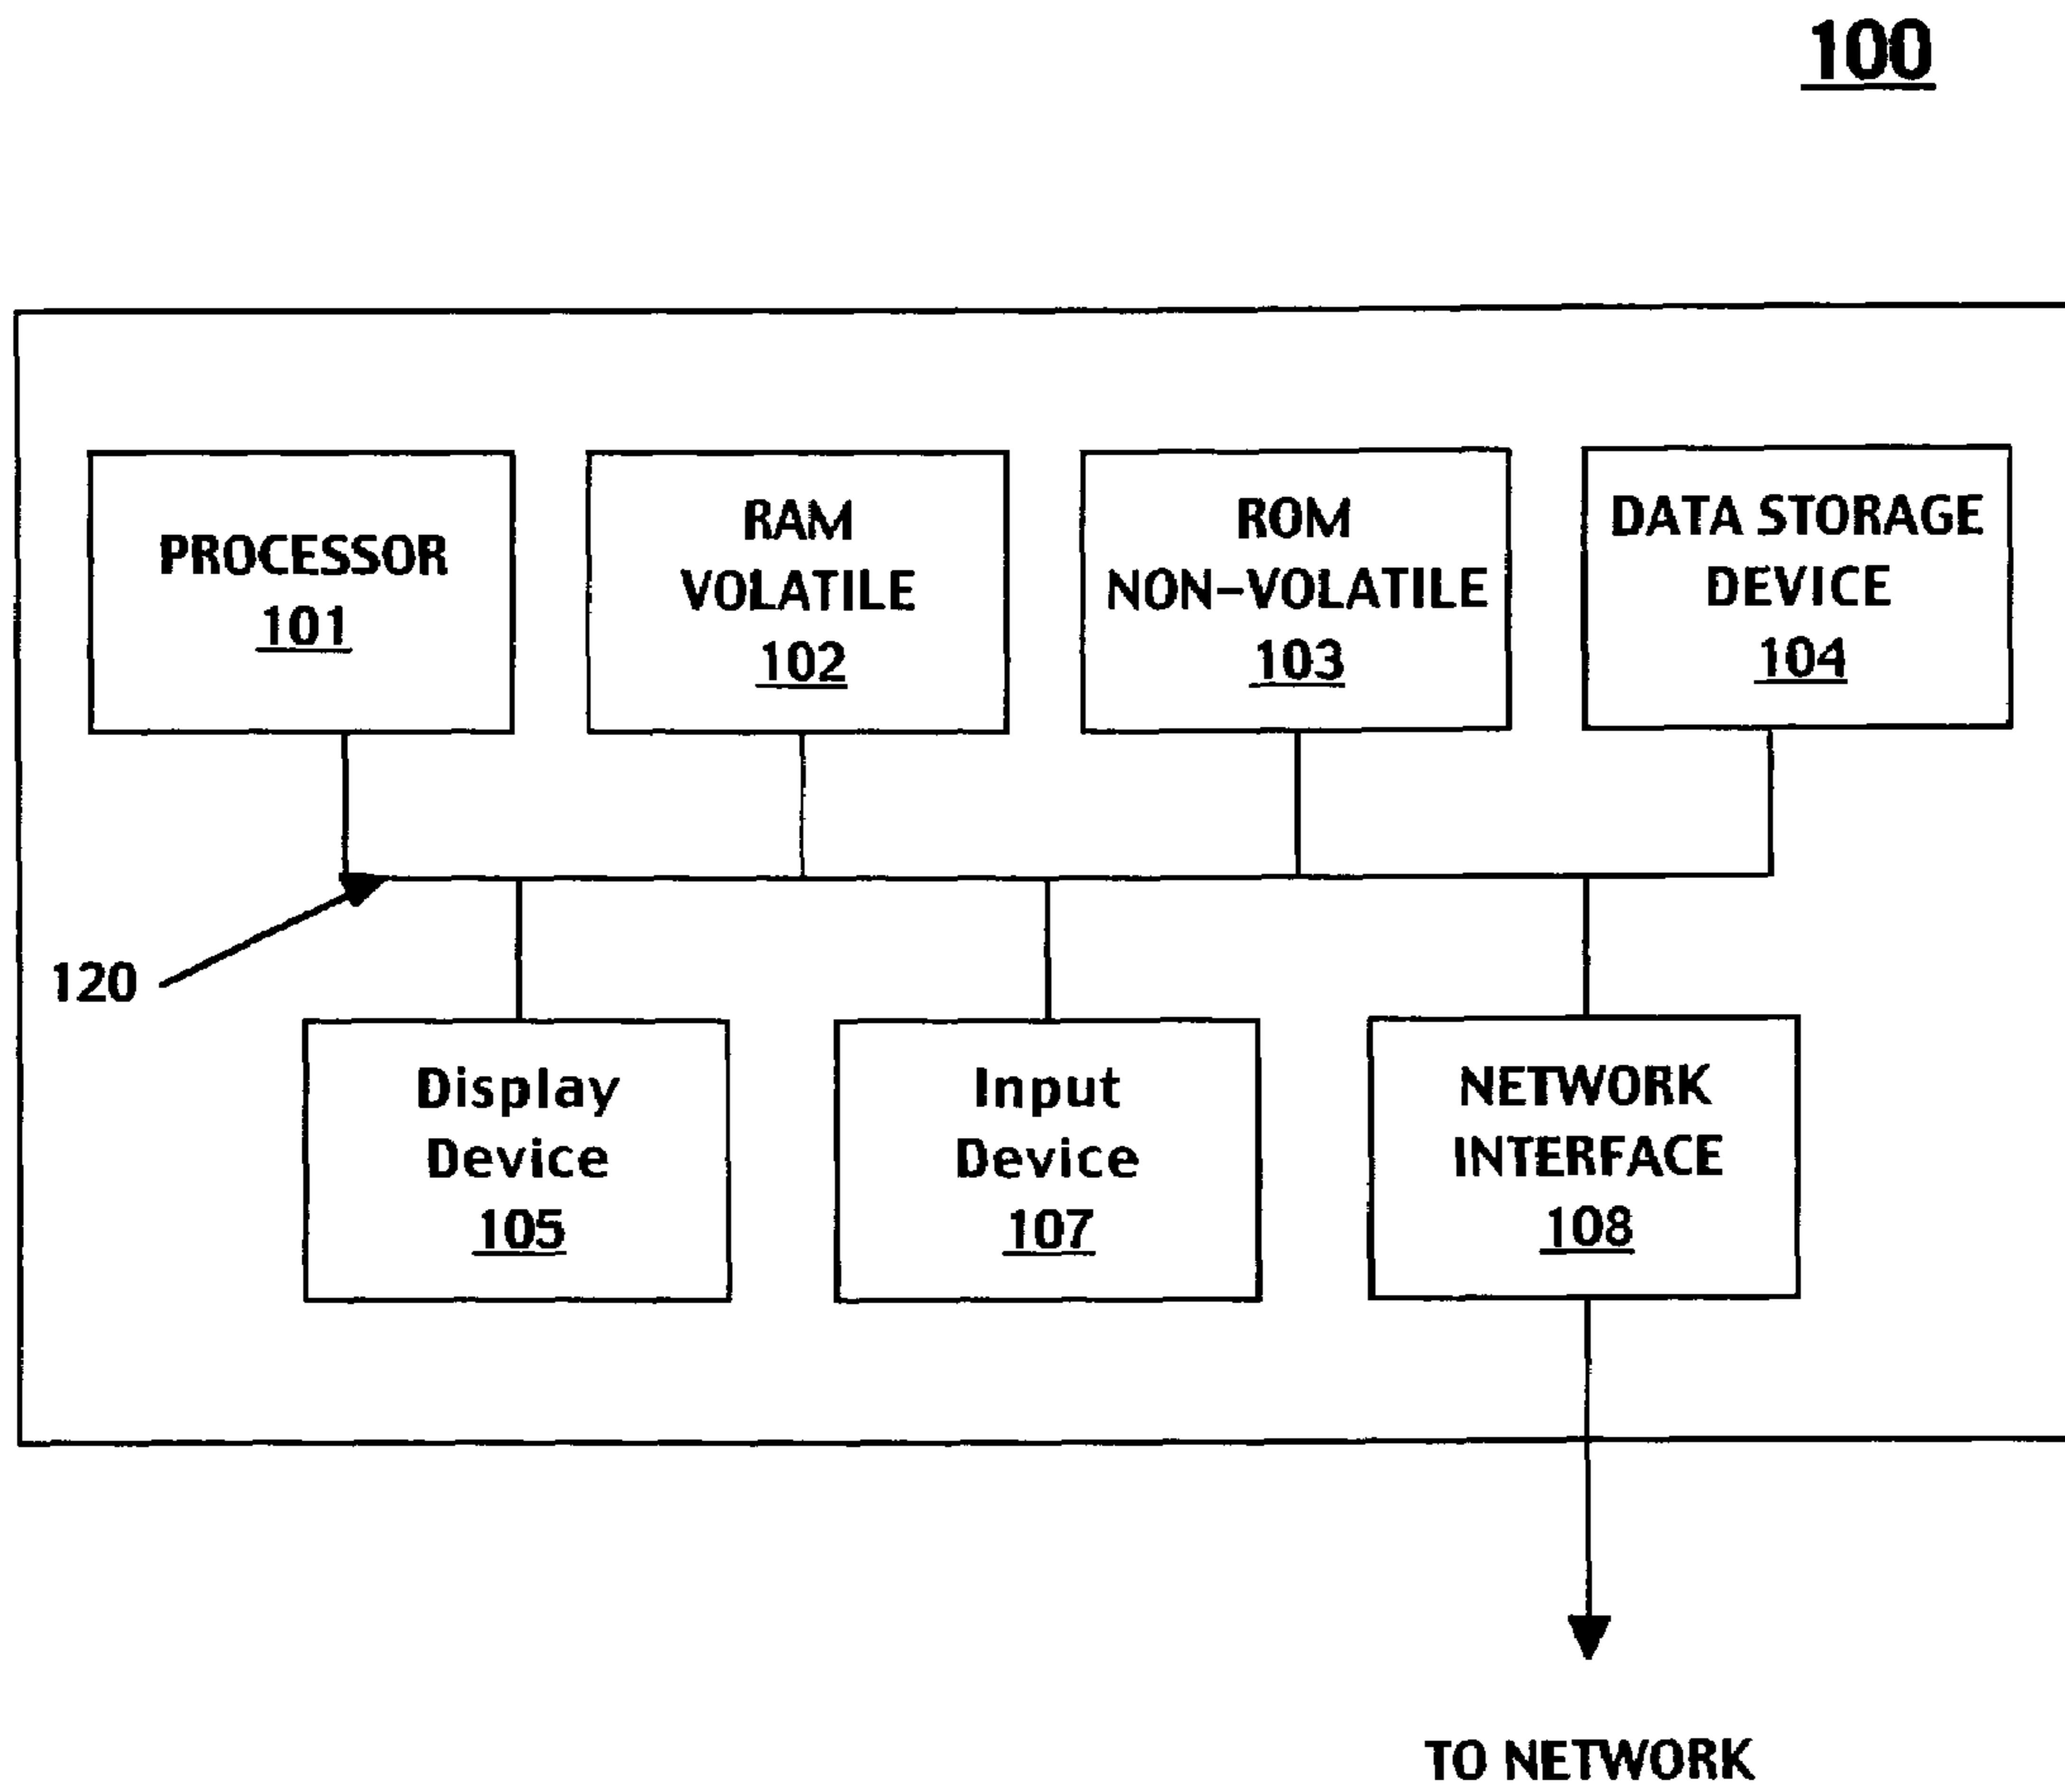 100
PROCESSOR
101
RAM
VOLATILE
102
ROM
NON-VOLATILE
103
DATA STORAGE
DEVICE
104
120
Display
Device
105
Input
Device
107
NETWORK
INTERFACE
108
TO NETWORK